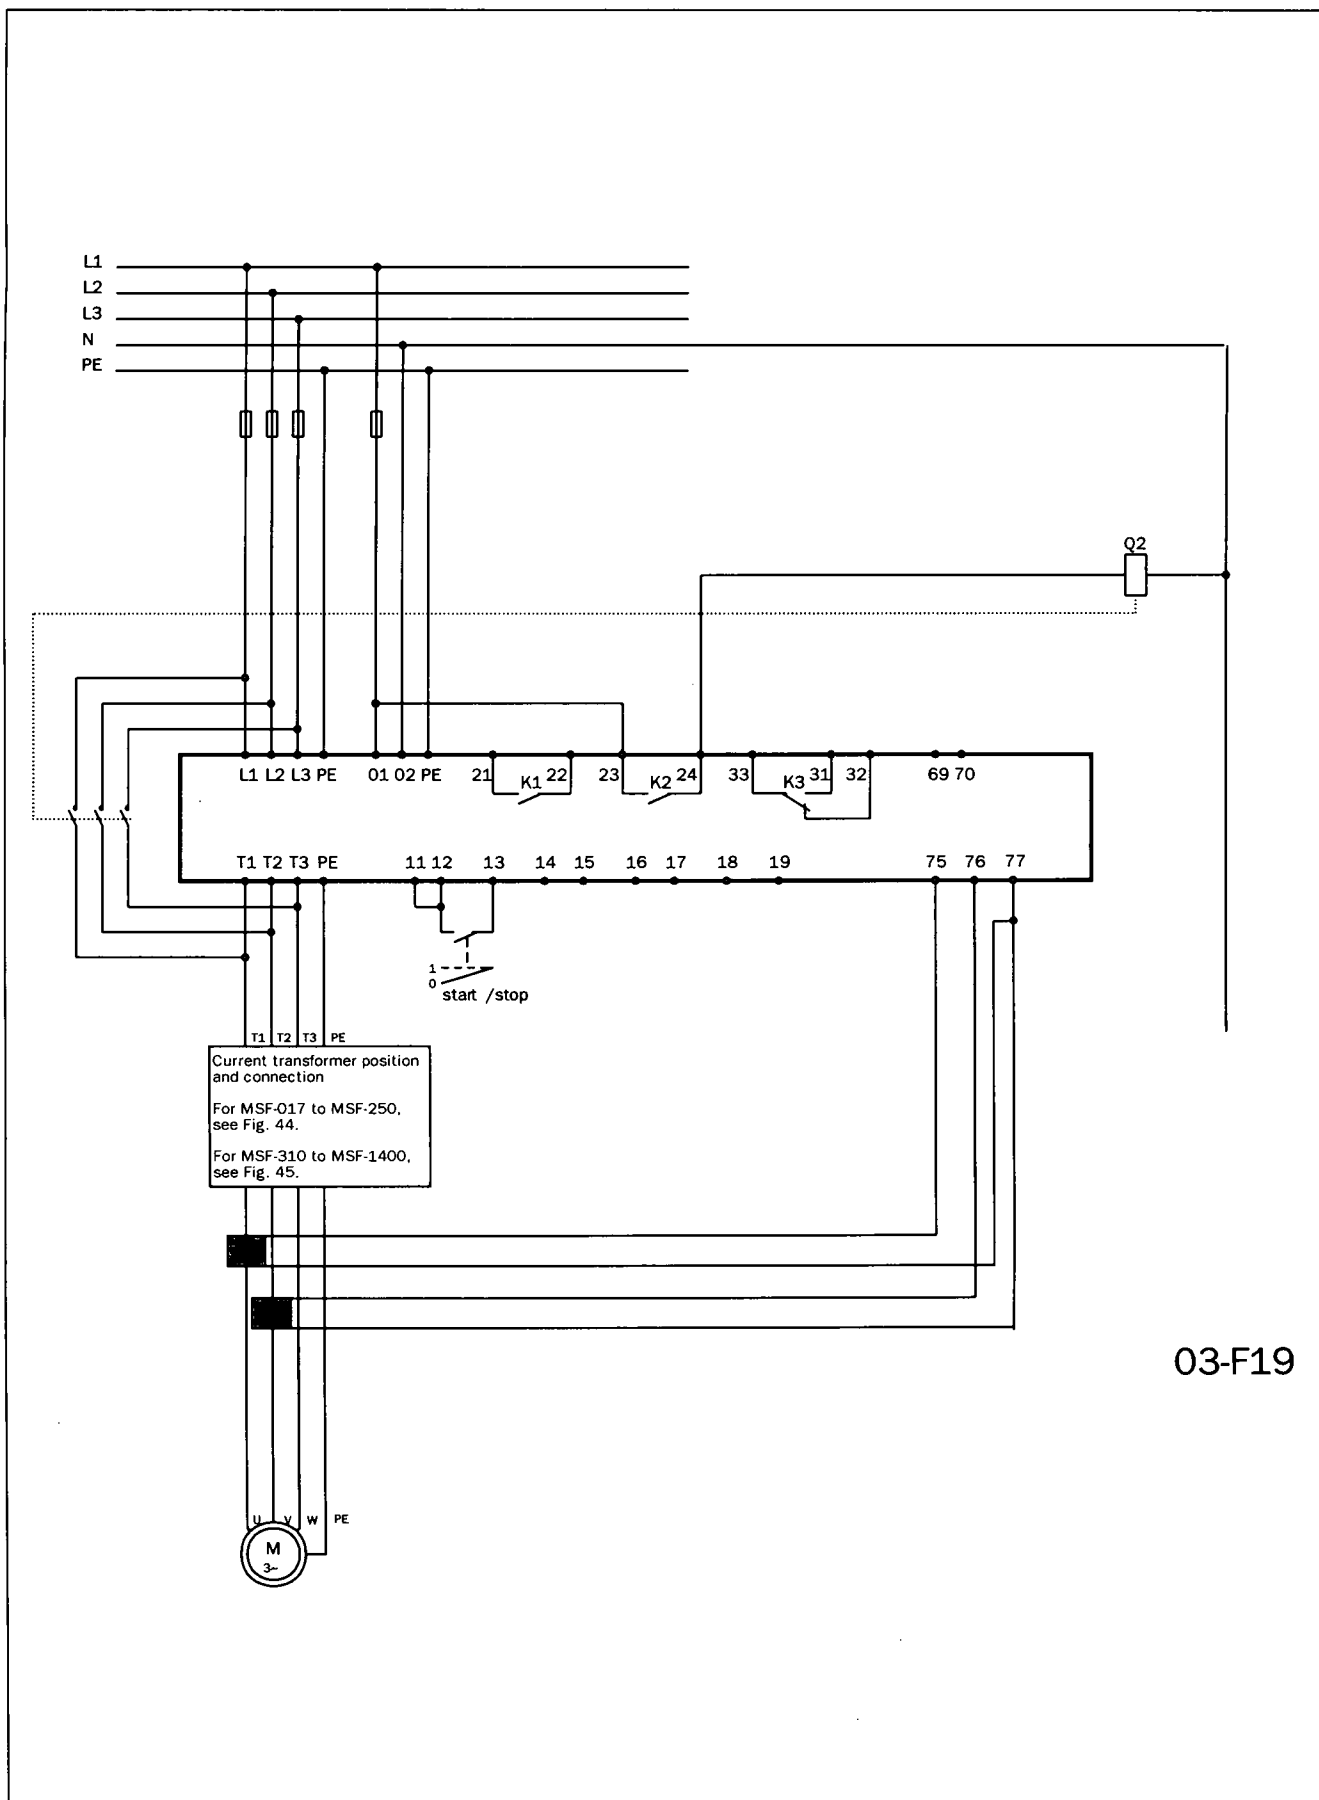 L1
L2
L3
N
PE
Q2
L1 L2 L3 PE 01 02 PE 21 K1 22 23 K2 24 33 K3 31 32 69 70
T1 T2 T3 PE 11 12 13 14 15 16 17 18 19 75 76 77
1
0
start /stop
T1 T2 T3 PE
Current transformer position
and connection
For MSF-017 to MSF-250,
see Fig. 44.
For MSF-310 to MSF-1400,
see Fig. 45.
03-F19
U V W PE
M
3~